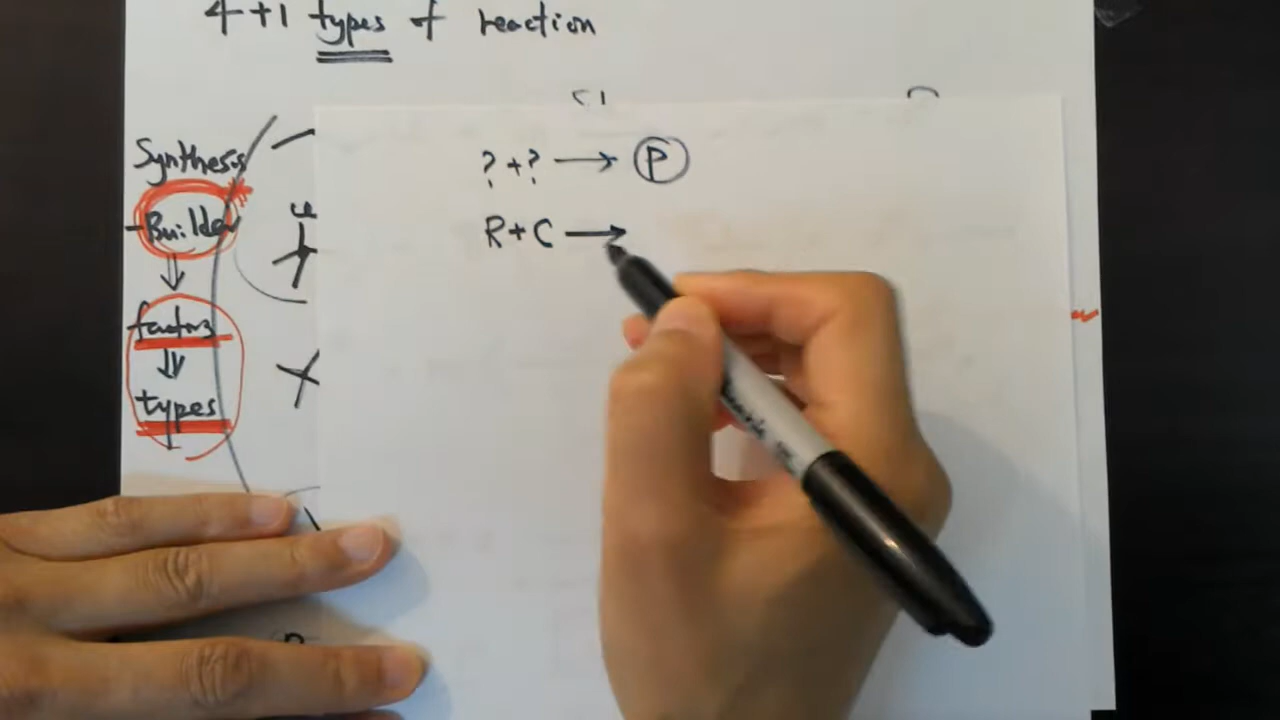 4+1 types of reaction
Synthesis
-Builder
factors
types
? + ? → P
R + C →